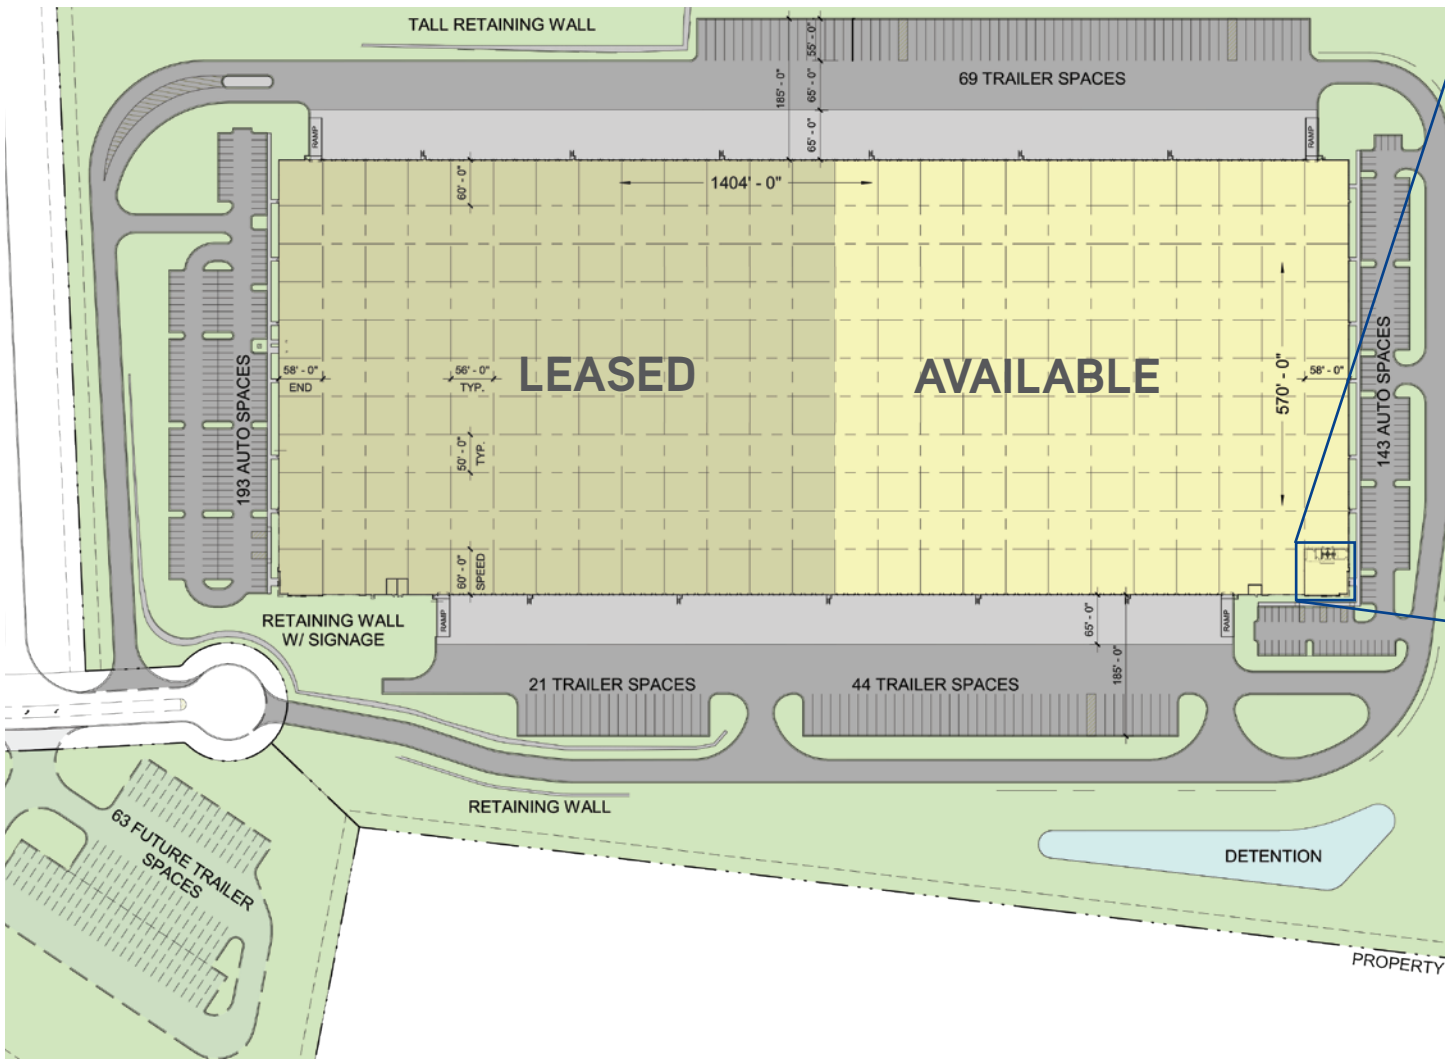 TALL RETAINING WALL
55' - 0"
185' - 0"
65' - 0"
69 TRAILER SPACES
65' - 0"
RAMP
RAMP
60' - 0"
1404' - 0"
193 AUTO SPACES
58' - 0"
END
56' - 0"
TYP.
LEASED
AVAILABLE
570' - 0"
58' - 0"
143 AUTO SPACES
50' - 0"
TYP.
60' - 0"
SPEED
RETAINING WALL
W/ SIGNAGE
RAMP
65' - 0"
RAMP
185' - 0"
21 TRAILER SPACES
44 TRAILER SPACES
RETAINING WALL
63 FUTURE TRAILER
SPACES
DETENTION
PROPERTY